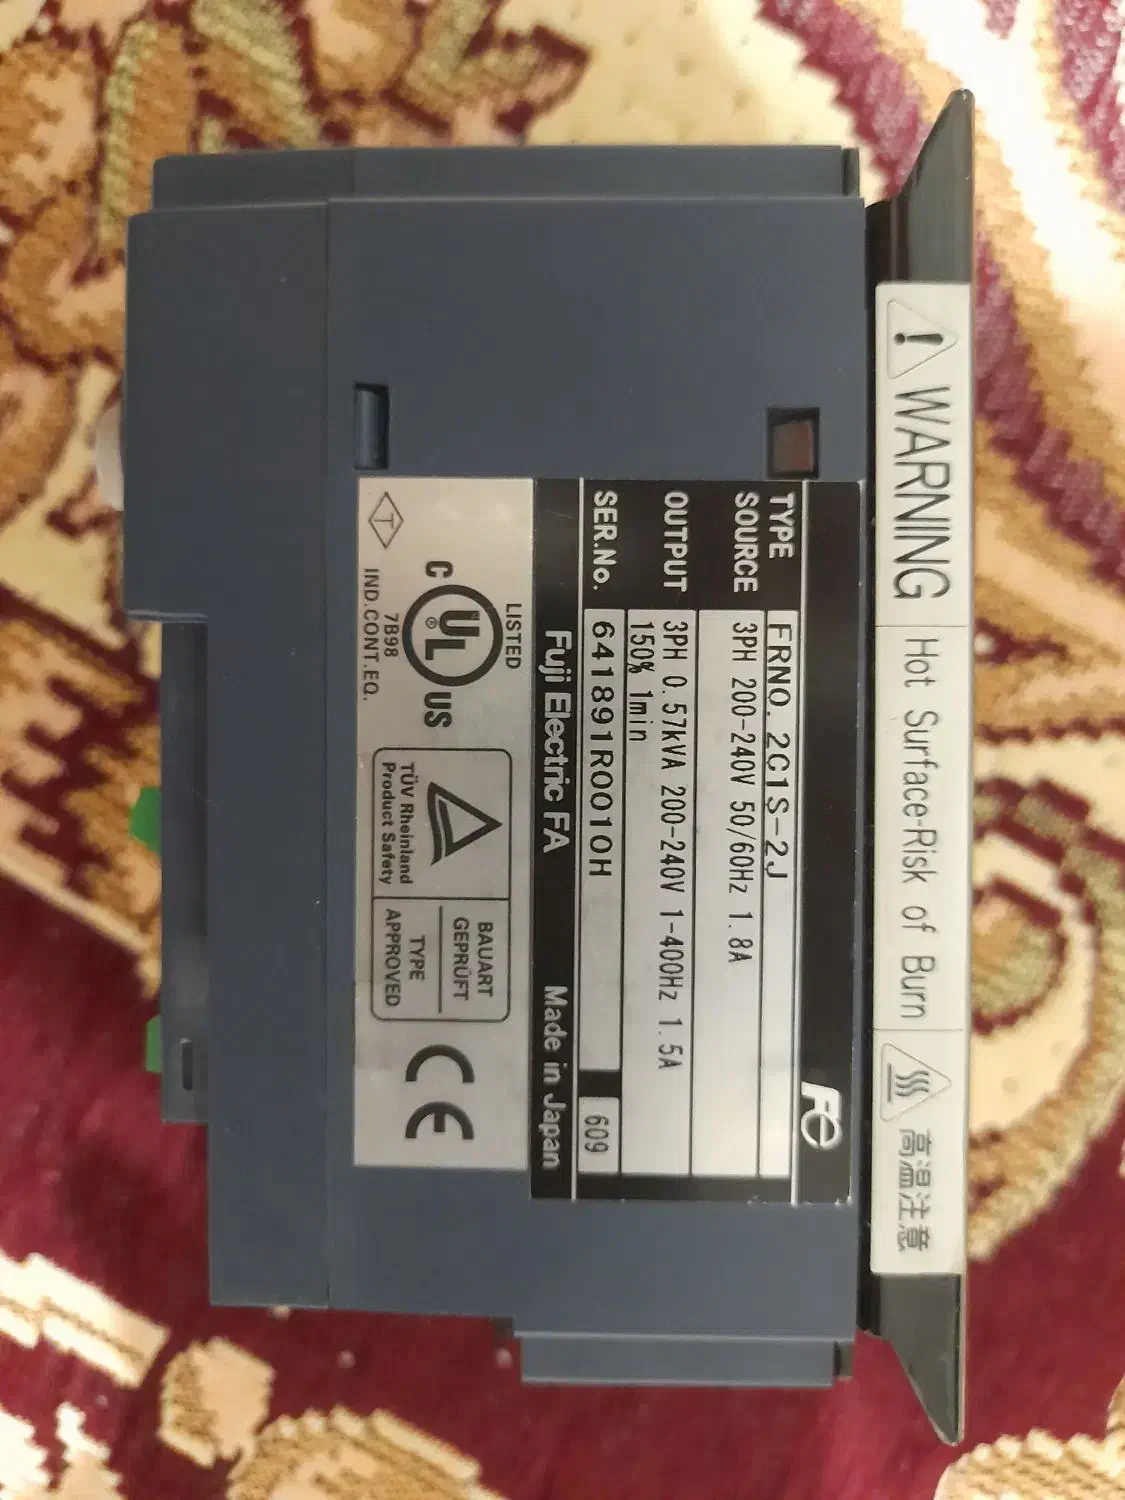 WARNING
Hot Surface-Risk of Burn
高温注意
Fe
TYPE FRN0.2C1S-2J
SOURCE 3PH 200-240V 50/60Hz 1.8A
OUTPUT 3PH 0.57kVA 200-240V 1-400Hz 1.5A
150% 1min
SER.No. 641891R0010H 609
Fuji Electric FA Made in Japan
LISTED
C UL® US
7B98
IND.CONT.EQ.
T
TÜV Rheinland
Product Safety
BAUART
GEPRÜFT
TYPE
APPROVED
CE